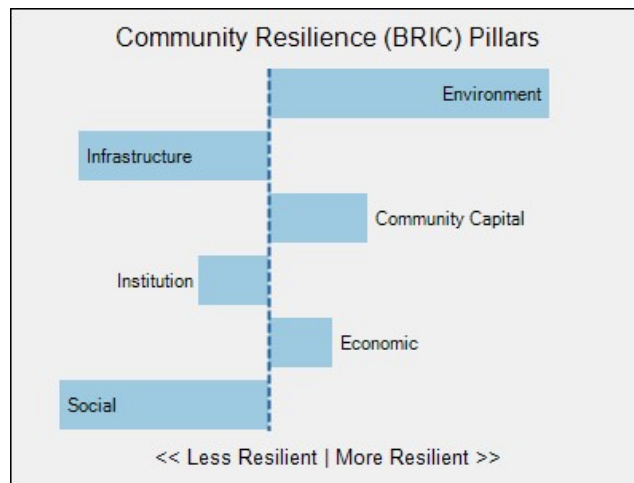 Community Resilience (BRIC) Pillars
Environment
Infrastructure
Community Capital
Institution
Economic
Social
<< Less Resilient | More Resilient >>